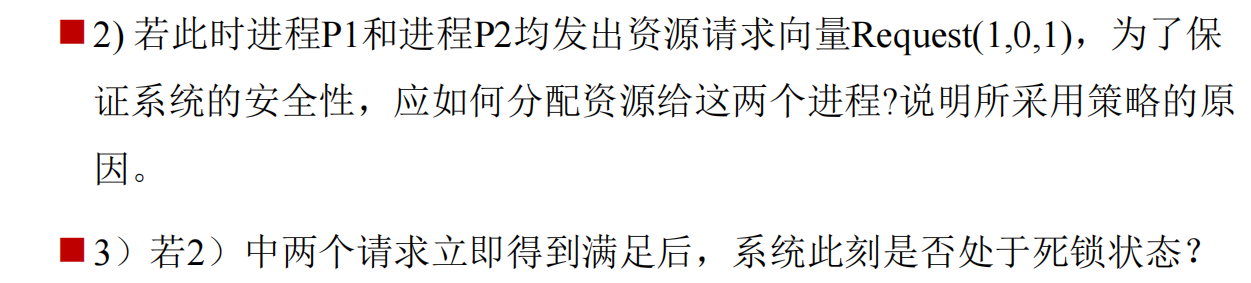 2) 若此时进程P1和进程P2均发出资源请求向量Request(1,0,1)，为了保
证系统的安全性，应如何分配资源给这两个进程?说明所采用策略的原
因。
3）若2）中两个请求立即得到满足后，系统此刻是否处于死锁状态？